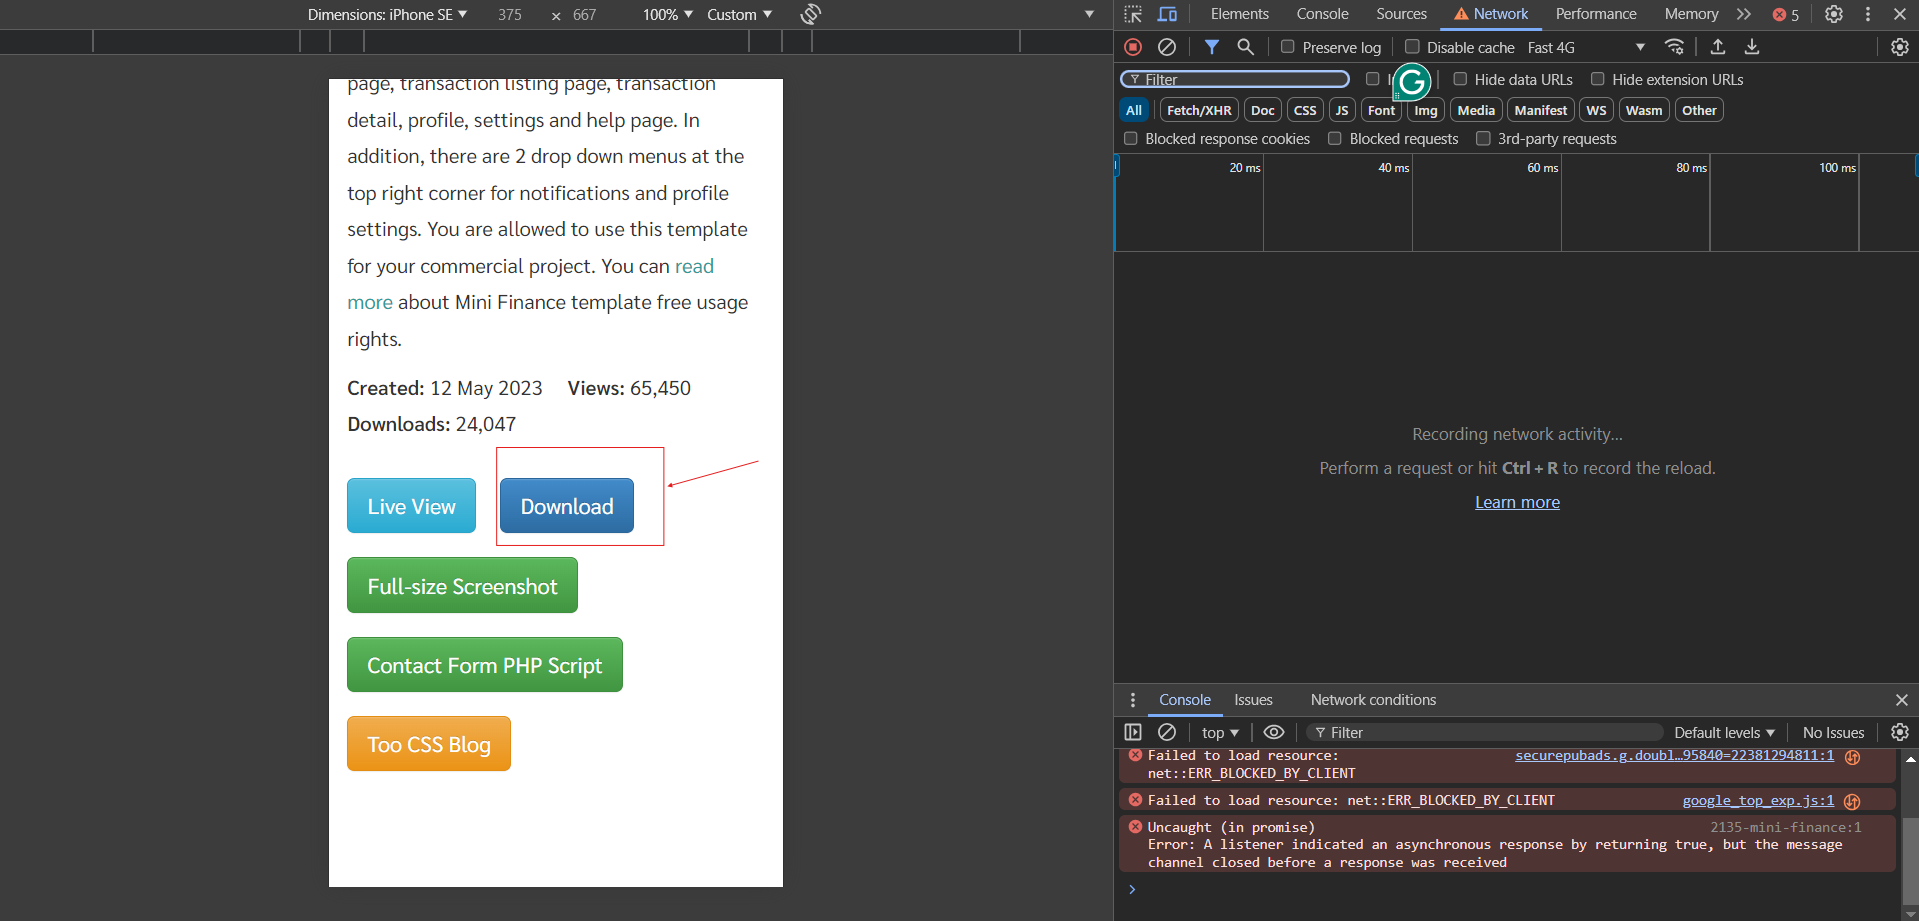 Dimensions: iPhone SE 375 × 667 100% Custom
page, transaction listing page, transaction
detail, profile, settings and help page. In
addition, there are 2 drop down menus at the
top right corner for notifications and profile
settings. You are allowed to use this template
for your commercial project. You can read
more about Mini Finance template free usage
rights.
Created: 12 May 2023 Views: 65,450
Downloads: 24,047
Live View Download
Full-size Screenshot
Contact Form PHP Script
Too CSS Blog
Elements Console Sources Network Performance Memory 5
Preserve log Disable cache Fast 4G
Filter Hide data URLs Hide extension URLs
All Fetch/XHR Doc CSS JS Font Img Media Manifest WS Wasm Other
Blocked response cookies Blocked requests 3rd-party requests
20 ms 40 ms 60 ms 80 ms 100 ms
Recording network activity...
Perform a request or hit Ctrl + R to record the reload.
Learn more
Console Issues Network conditions
top Filter Default levels No Issues
Failed to load resource: securepubads.g.doubl…95840=22381294811:1
net::ERR_BLOCKED_BY_CLIENT
Failed to load resource: net::ERR_BLOCKED_BY_CLIENT google_top_exp.js:1
Uncaught (in promise) 2135-mini-finance:1
Error: A listener indicated an asynchronous response by returning true, but the message
channel closed before a response was received